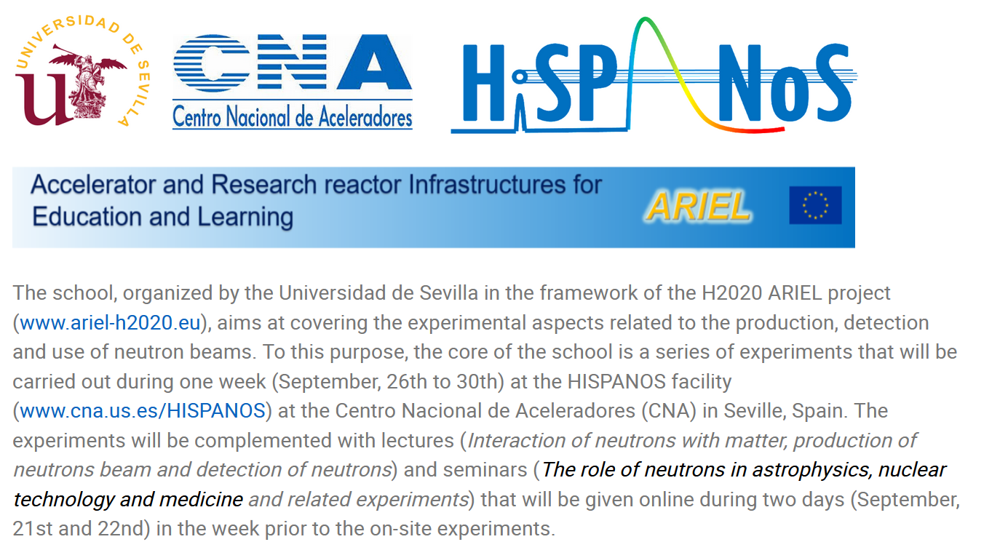 UNIVERSIDAD DE SEVILLA
u
CNA
Centro Nacional de Aceleradores
HiSPANoS
Accelerator and Research reactor Infrastructures for
Education and Learning
ARIEL
The school, organized by the Universidad de Sevilla in the framework of the H2020 ARIEL project
(www.ariel-h2020.eu), aims at covering the experimental aspects related to the production, detection
and use of neutron beams. To this purpose, the core of the school is a series of experiments that will be
carried out during one week (September, 26th to 30th) at the HISPANOS facility
(www.cna.us.es/HISPANOS) at the Centro Nacional de Aceleradores (CNA) in Seville, Spain. The
experiments will be complemented with lectures (Interaction of neutrons with matter, production of
neutrons beam and detection of neutrons) and seminars (The role of neutrons in astrophysics, nuclear
technology and medicine and related experiments) that will be given online during two days (September,
21st and 22nd) in the week prior to the on-site experiments.